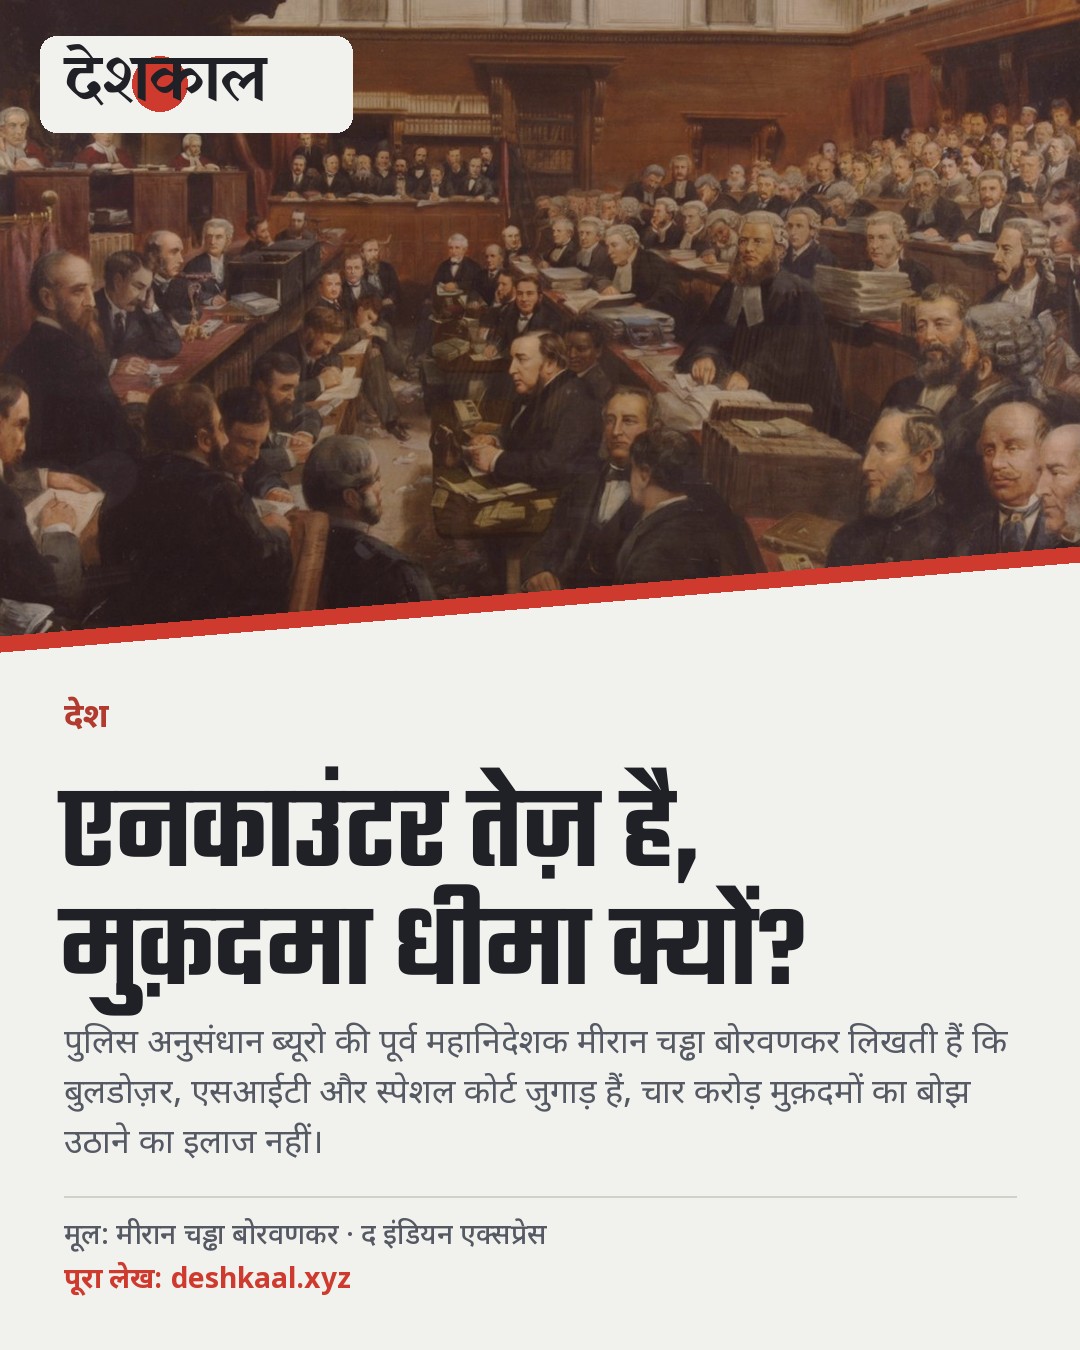 देशकाल
देश
एनकाउंटर तेज़ है,
मुक़दमा धीमा क्यों?
पुलिस अनुसंधान ब्यूरो की पूर्व महानिदेशक मीरान चड्ढा बोरवणकर लिखती हैं कि
बुलडोज़र, एसआईटी और स्पेशल कोर्ट जुगाड़ हैं, चार करोड़ मुक़दमों का बोझ
उठाने का इलाज नहीं।
मूल: मीरान चड्ढा बोरवणकर · द इंडियन एक्सप्रेस
पूरा लेख: deshkaal.xyz